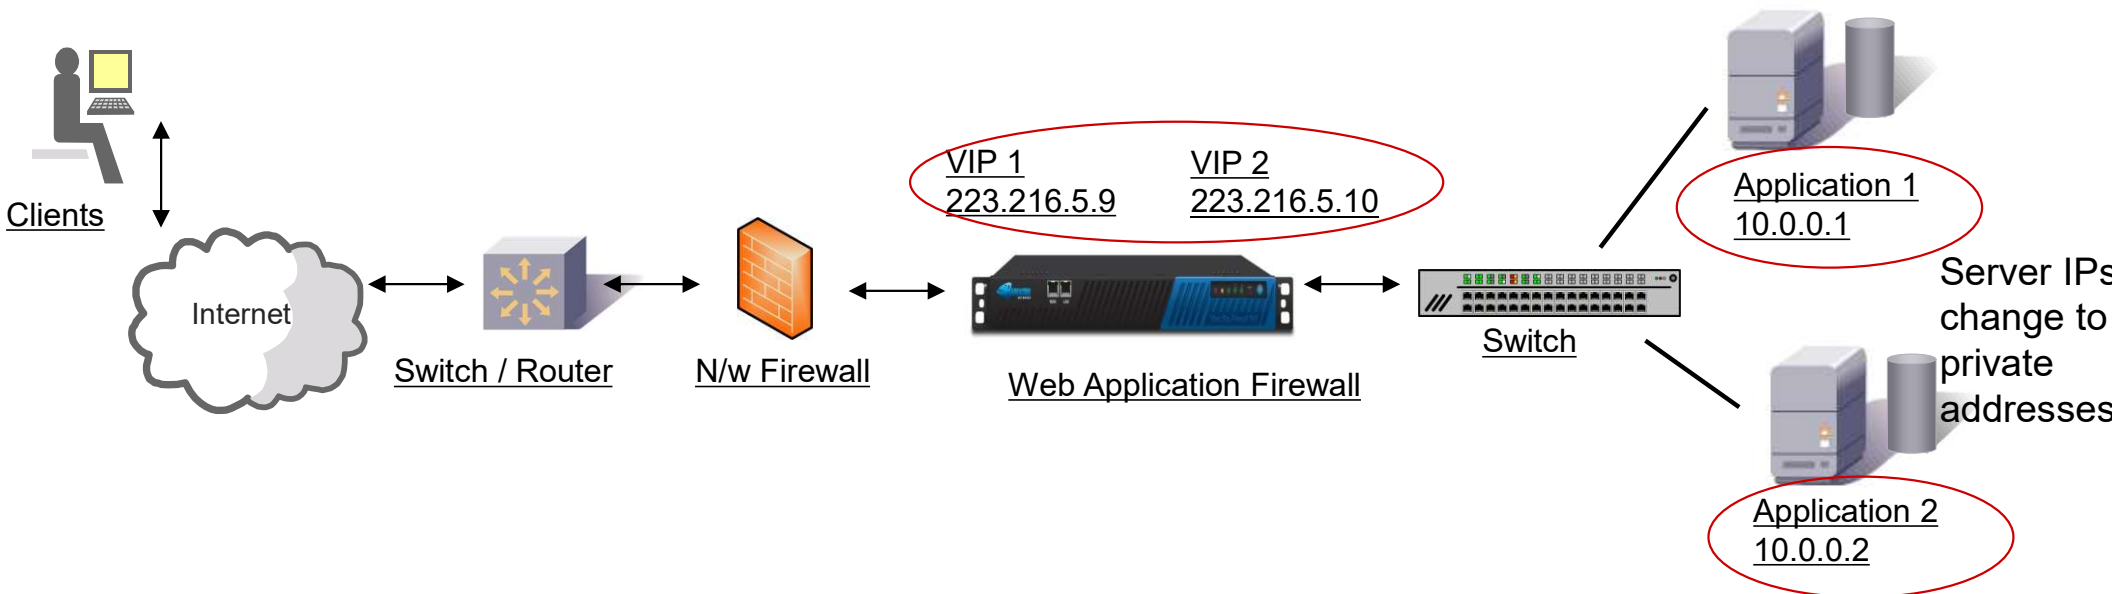 Clients
Internet
Switch / Router
N/w Firewall
VIP 1
223.216.5.9
VIP 2
223.216.5.10
Web Application Firewall
Switch
Application 1
10.0.0.1
Server IPs
change to
private
addresses
Application 2
10.0.0.2